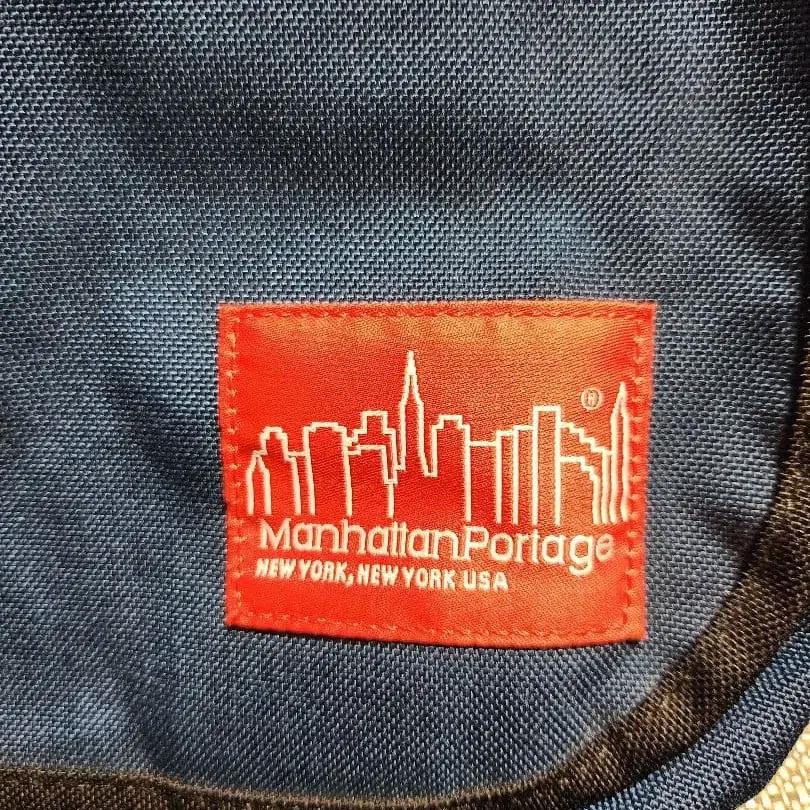 ®
ManhattanPortage
NEW YORK, NEW YORK USA